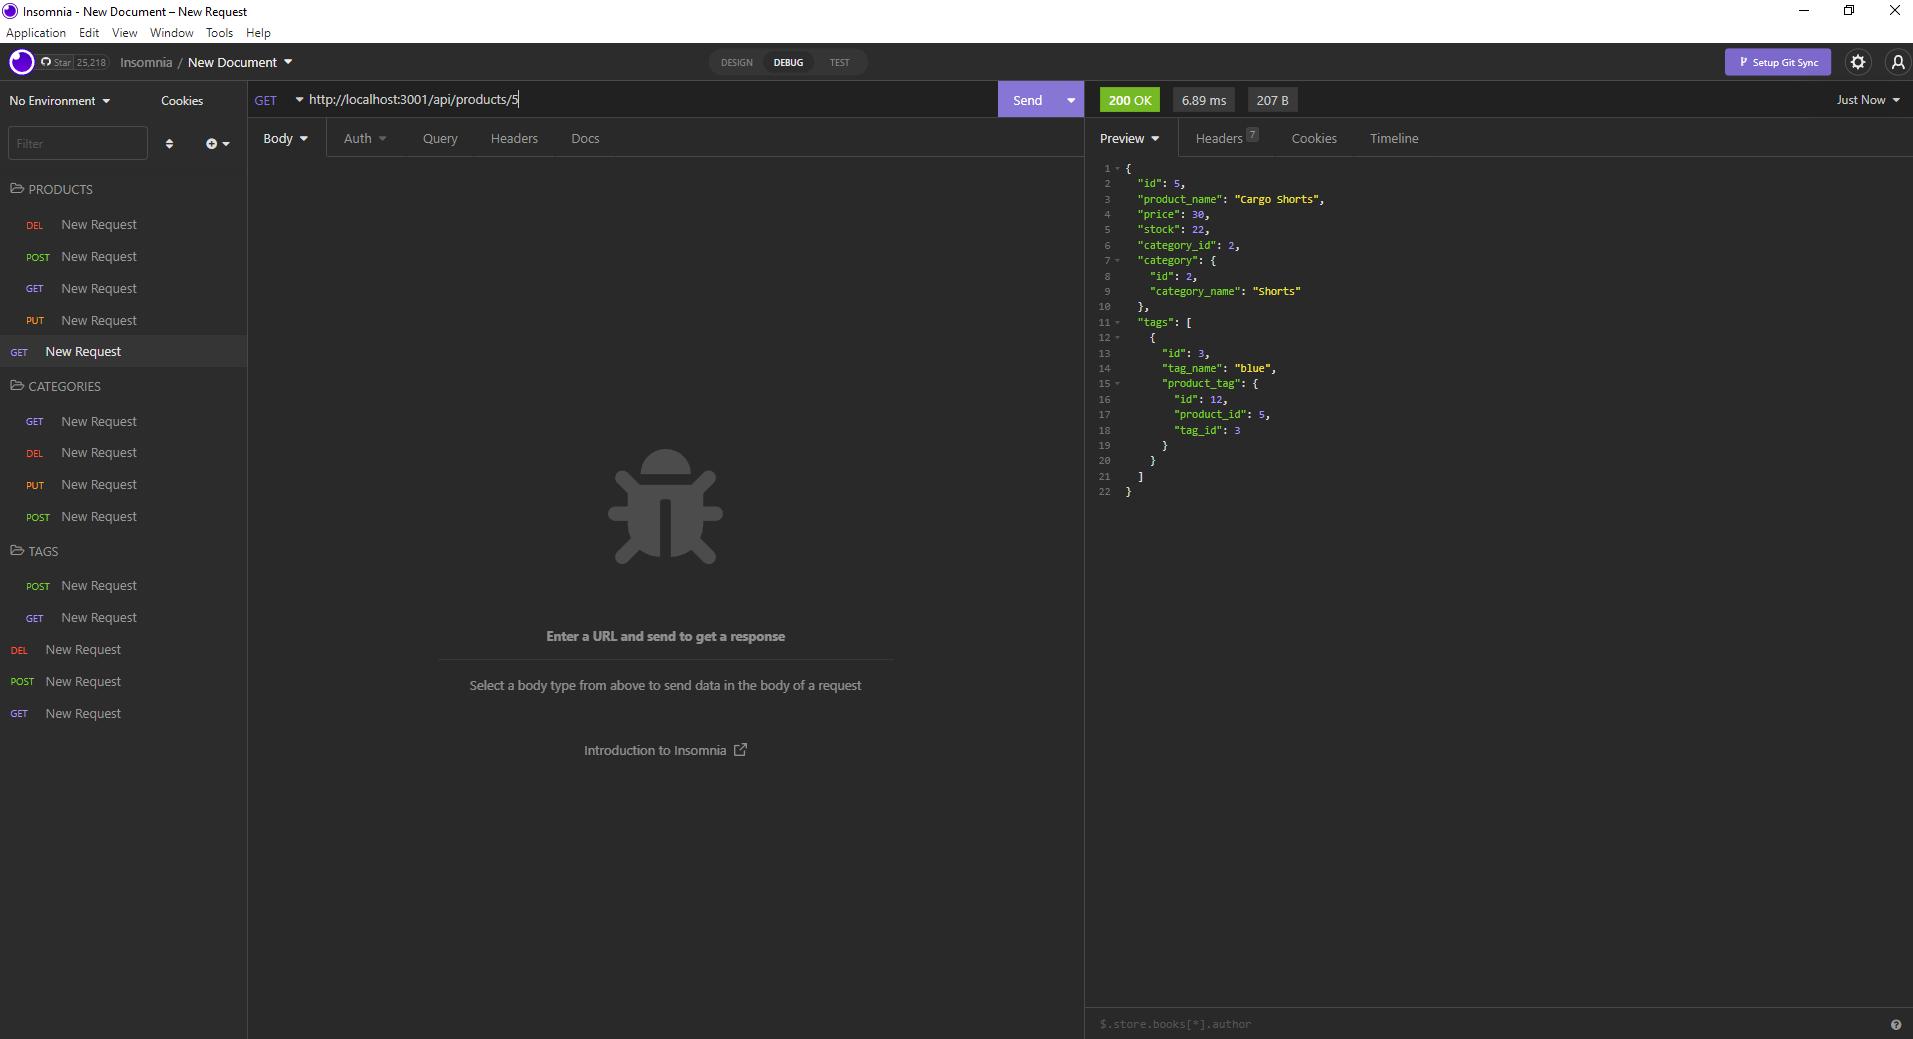 Insomnia - New Document – New Request
Application Edit View Window Tools Help
Star 25,218 Insomnia / New Document DESIGN DEBUG TEST Setup Git Sync
No Environment Cookies
Filter
PRODUCTS
DEL New Request
POST New Request
GET New Request
PUT New Request
GET New Request
CATEGORIES
GET New Request
DEL New Request
PUT New Request
POST New Request
TAGS
POST New Request
GET New Request
DEL New Request
POST New Request
GET New Request
GET http://localhost:3001/api/products/5 Send
Body Auth Query Headers Docs
Enter a URL and send to get a response
Select a body type from above to send data in the body of a request
Introduction to Insomnia
200 OK 6.89 ms 207 B Just Now
Preview Headers 7 Cookies Timeline
1 {
2 "id": 5,
3 "product_name": "Cargo Shorts",
4 "price": 30,
5 "stock": 22,
6 "category_id": 2,
7 "category": {
8 "id": 2,
9 "category_name": "Shorts"
10 },
11 "tags": [
12 {
13 "id": 3,
14 "tag_name": "blue",
15 "product_tag": {
16 "id": 12,
17 "product_id": 5,
18 "tag_id": 3
19 }
20 }
21 ]
22 }
$.store.books[*].author